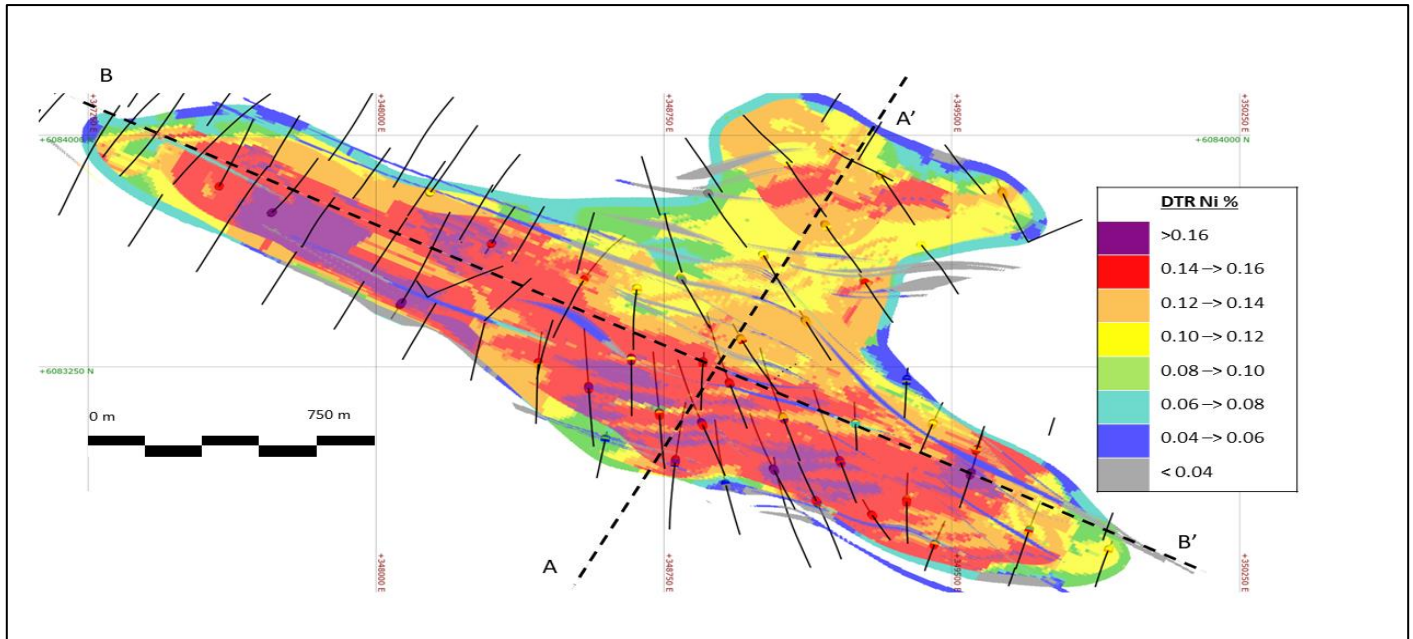 B
A'
+347250 E
+348000 E
+348750 E
+349500 E
+350250 E
+6084000 N
+6084000 N
DTR Ni %
>0.16
0.14 –> 0.16
0.12 –> 0.14
0.10 –> 0.12
0.08 –> 0.10
0.06 –> 0.08
0.04 –> 0.06
< 0.04
+6083250 N
0 m
750 m
A
B'
+348000 E
+348750 E
+349500 E
+350250 E